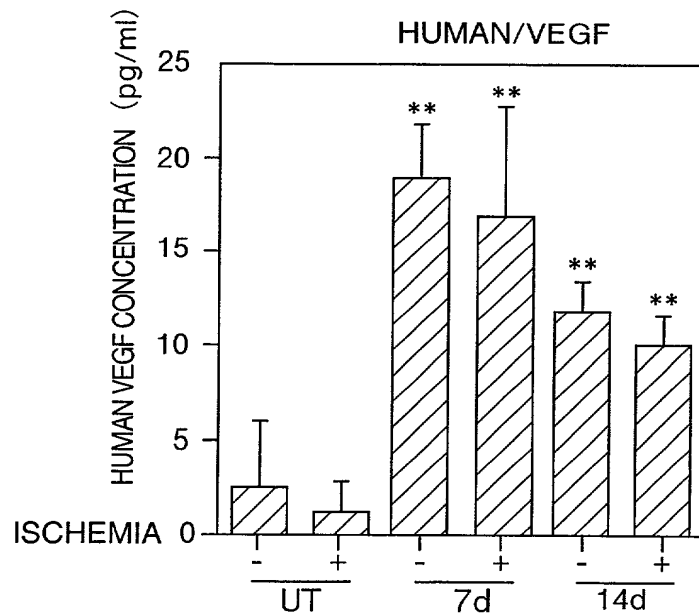 HUMAN/VEGF
HUMAN VEGF CONCENTRATION (pg/ml)
25
20
15
10
5
0
** ** ** **
ISCHEMIA
- + - + - +
UT 7d 14d